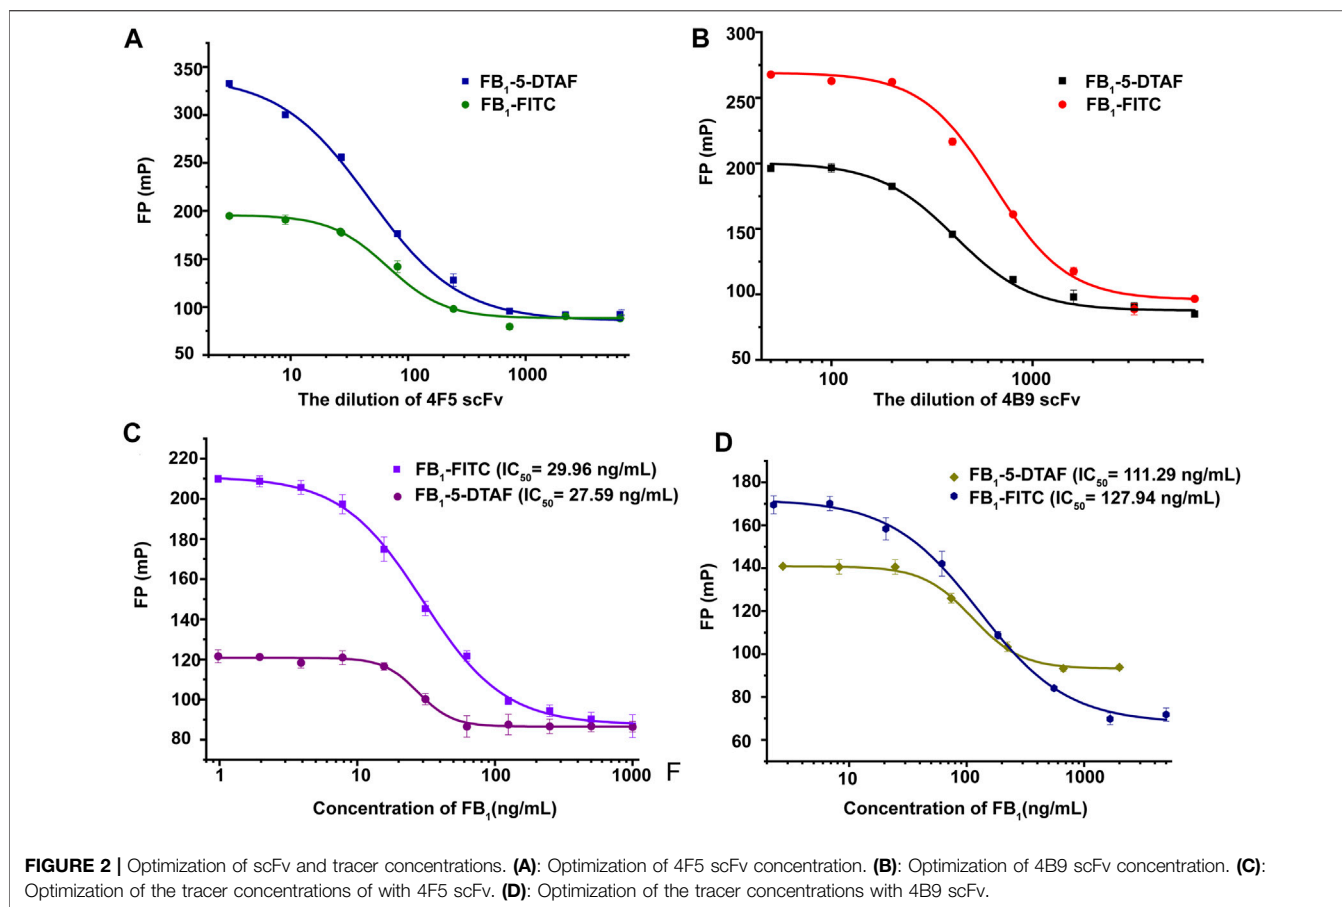 A
350
300
250
200
150
100
50
FP (mP)
FB₁-5-DTAF
FB₁-FITC
10
100
1000
The dilution of 4F5 scFv
B
300
250
200
150
100
50
FP (mP)
FB₁-5-DTAF
FB₁-FITC
100
1000
The dilution of 4B9 scFv
C
220
200
180
160
140
120
100
80
FP (mP)
FB₁-FITC (IC₅₀= 29.96 ng/mL)
FB₁-5-DTAF (IC₅₀= 27.59 ng/mL)
1
10
100
1000
F
Concentration of FB₁(ng/mL)
D
180
160
140
120
100
80
60
FP (mP)
FB₁-5-DTAF (IC₅₀= 111.29 ng/mL)
FB₁-FITC (IC₅₀= 127.94 ng/mL)
10
100
1000
Concentration of FB₁(ng/mL)
FIGURE 2 | Optimization of scFv and tracer concentrations. (A): Optimization of 4F5 scFv concentration. (B): Optimization of 4B9 scFv concentration. (C):
Optimization of the tracer concentrations of with 4F5 scFv. (D): Optimization of the tracer concentrations with 4B9 scFv.